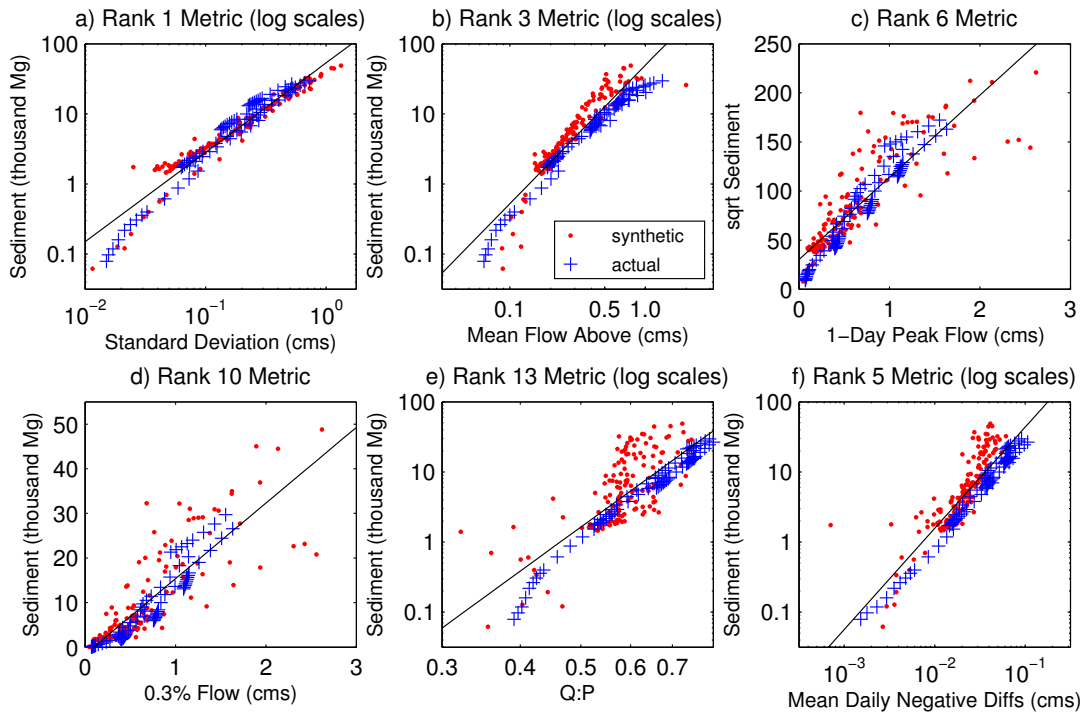 a) Rank 1 Metric (log scales)
b) Rank 3 Metric (log scales)
c) Rank 6 Metric
Sediment (thousand Mg)
100
10
1
0.1
10⁻²
10⁻¹
10⁰
Standard Deviation (cms)
Sediment (thousand Mg)
100
10
1
0.1
0.1
0.5
1.0
Mean Flow Above (cms)
synthetic
actual
sqrt Sediment
250
200
150
100
50
0
0
1
2
3
1−Day Peak Flow (cms)
d) Rank 10 Metric
e) Rank 13 Metric (log scales)
f) Rank 5 Metric (log scales)
Sediment (thousand Mg)
50
40
30
20
10
0
0
1
2
3
0.3% Flow (cms)
Sediment (thousand Mg)
100
10
1
0.1
0.3
0.4
0.5
0.6
0.7
Q:P
Sediment (thousand Mg)
100
10
1
0.1
10⁻³
10⁻²
10⁻¹
Mean Daily Negative Diffs (cms)